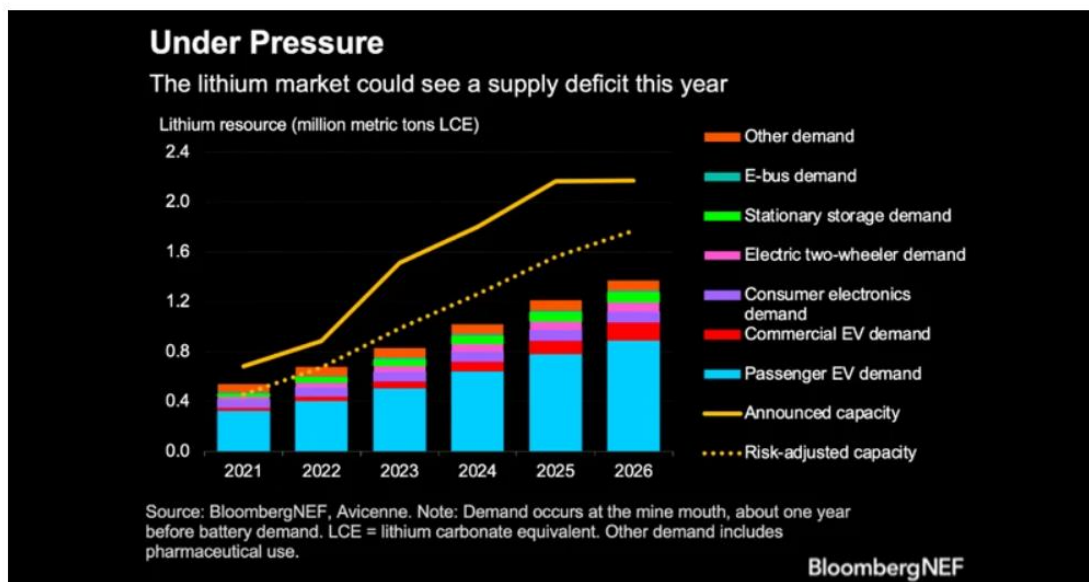 Under Pressure
The lithium market could see a supply deficit this year
Lithium resource (million metric tons LCE)
2.4
2.0
1.6
1.2
0.8
0.4
0.0
2021
2022
2023
2024
2025
2026
Other demand
E-bus demand
Stationary storage demand
Electric two-wheeler demand
Consumer electronics
demand
Commercial EV demand
Passenger EV demand
Announced capacity
Risk-adjusted capacity
Source: BloombergNEF, Avicenne. Note: Demand occurs at the mine mouth, about one year
before battery demand. LCE = lithium carbonate equivalent. Other demand includes
pharmaceutical use.
BloombergNEF